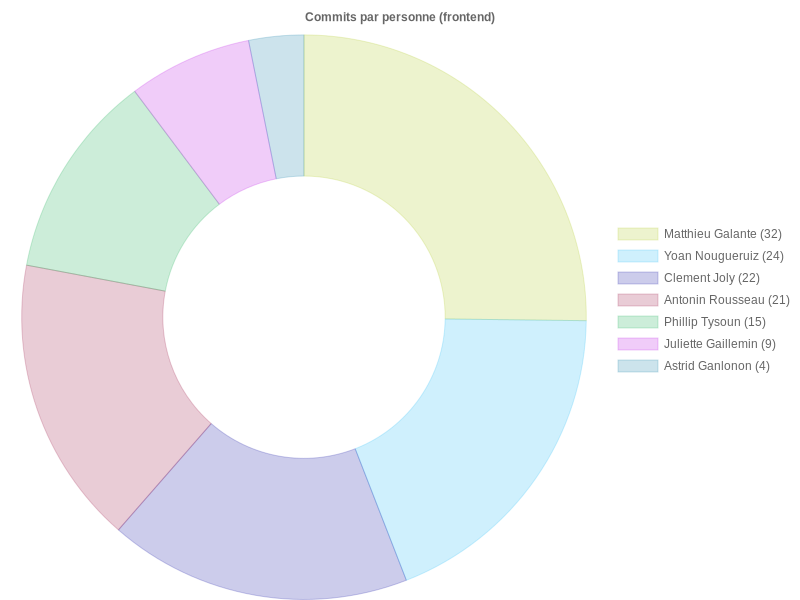 Commits par personne (frontend)
Matthieu Galante (32)
Yoan Nougueruiz (24)
Clement Joly (22)
Antonin Rousseau (21)
Phillip Tysoun (15)
Juliette Gaillemin (9)
Astrid Ganlonon (4)